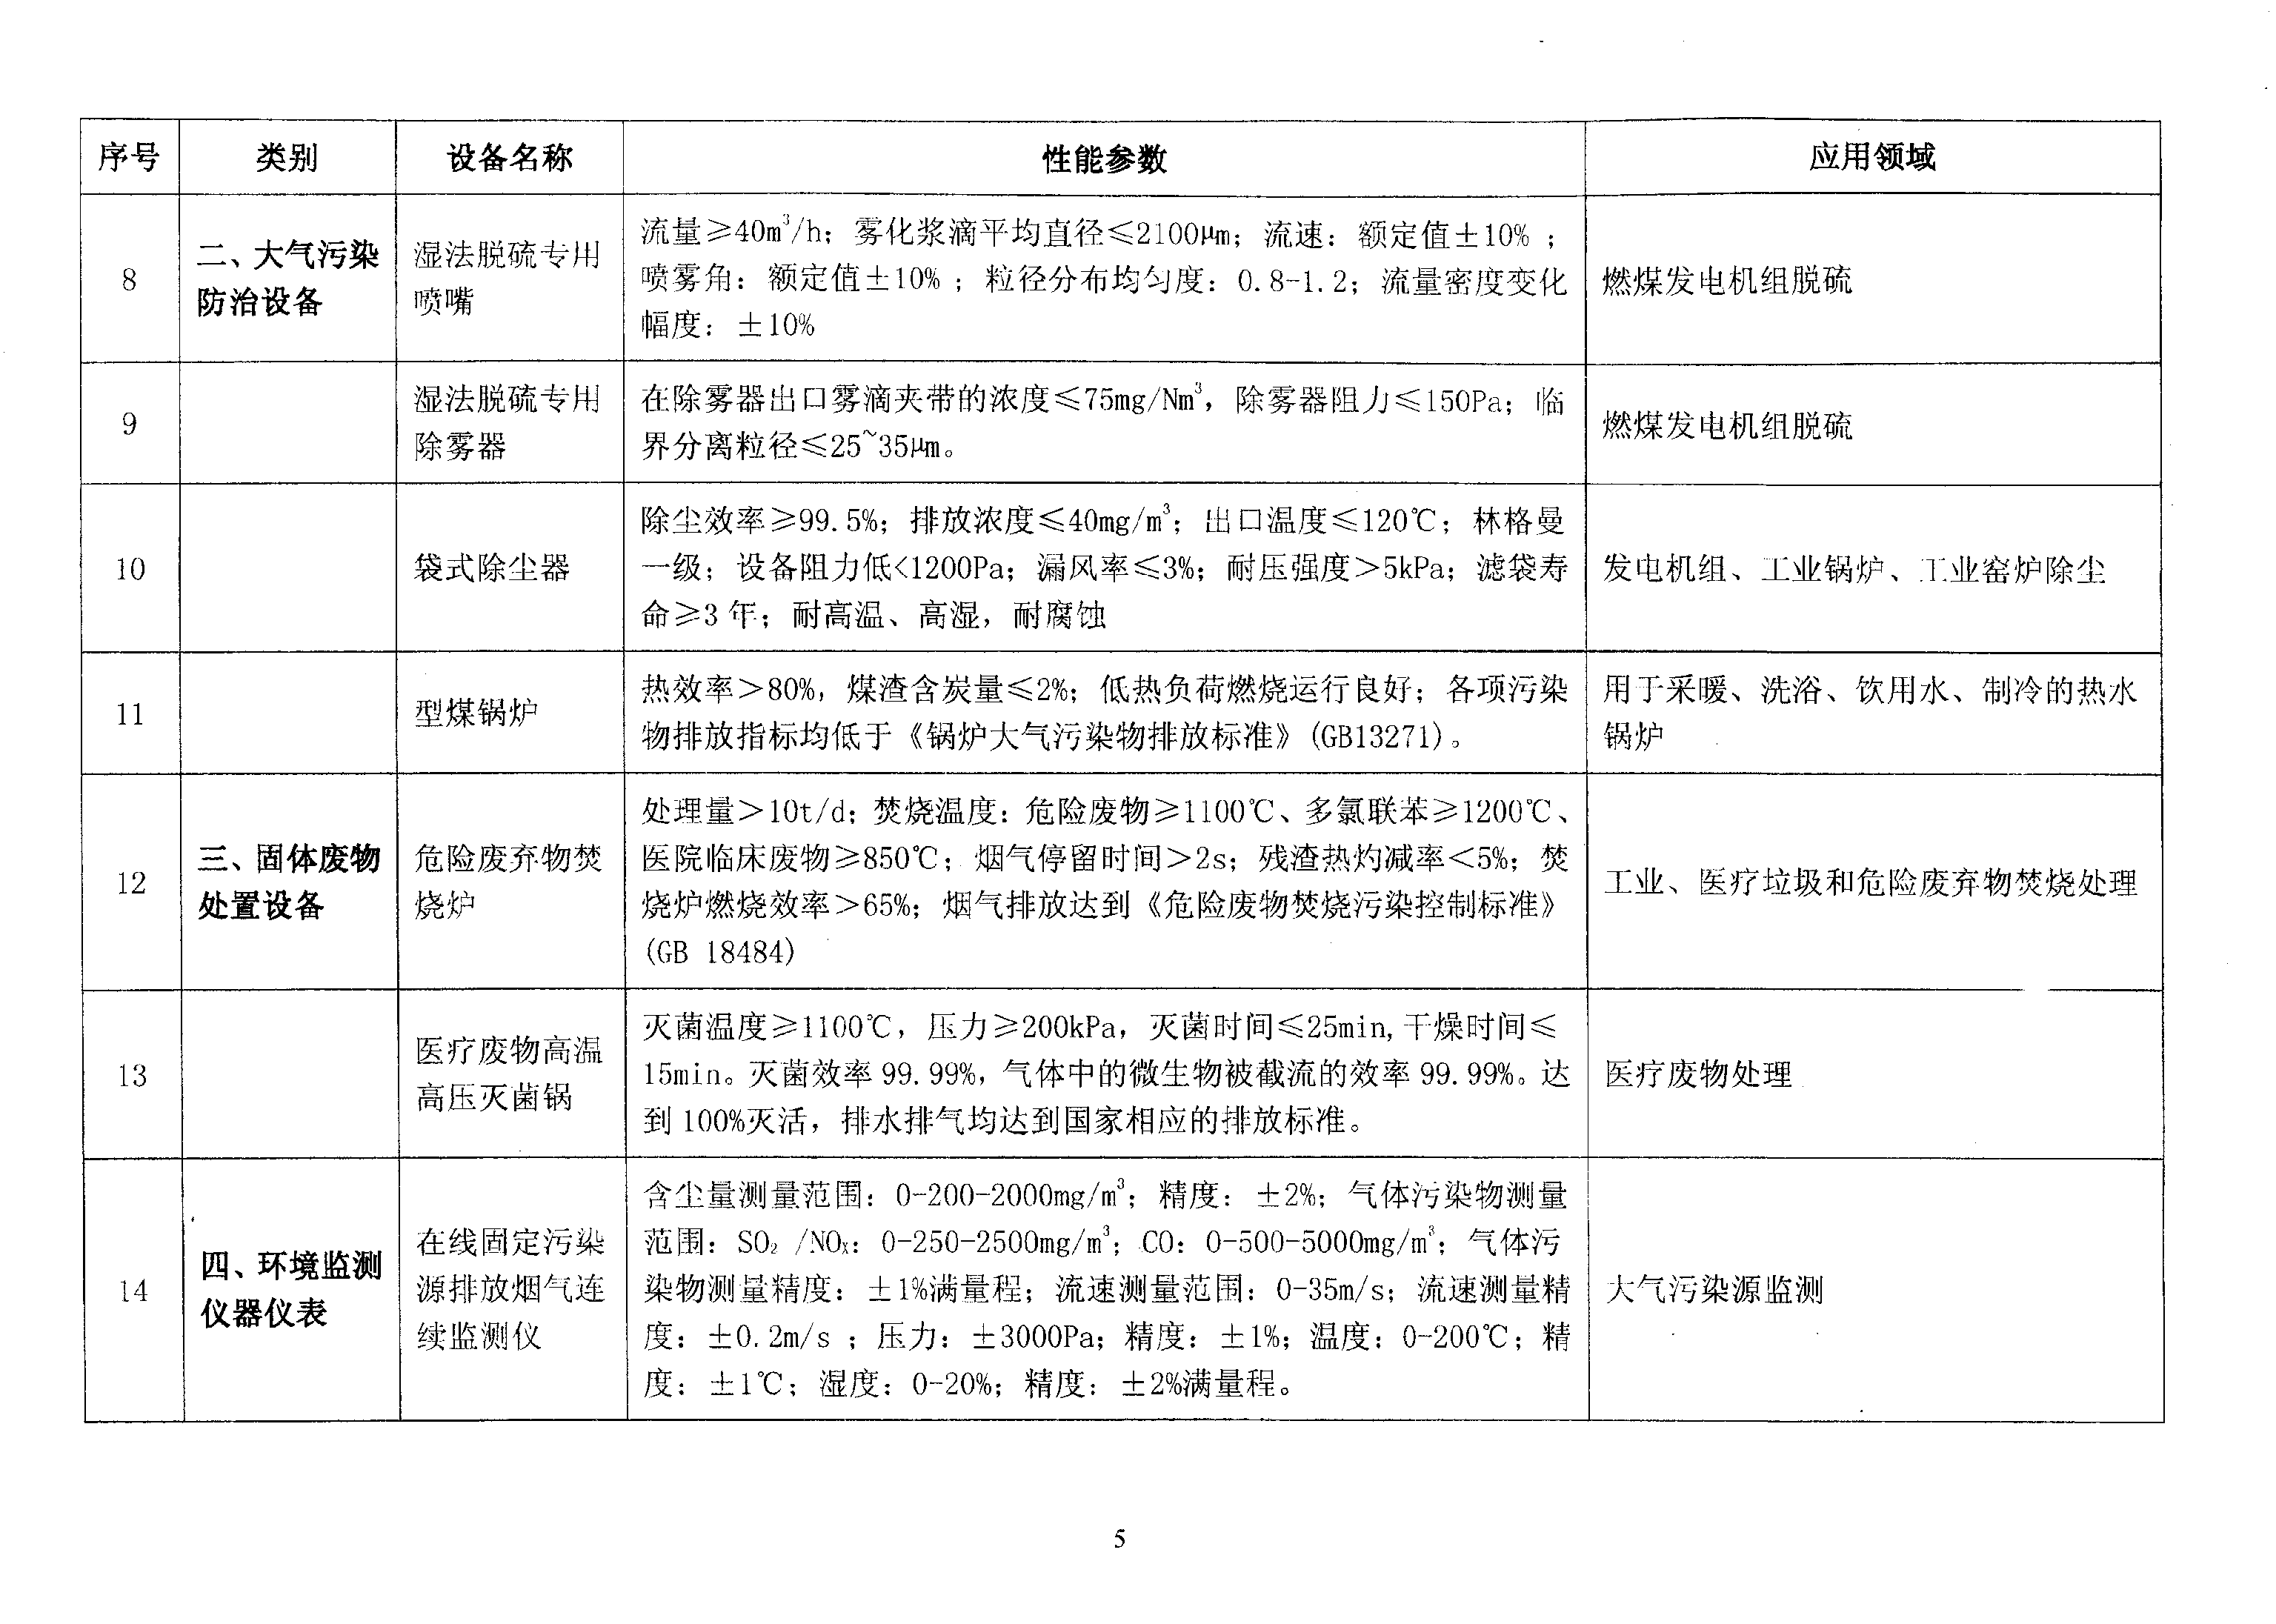 序号 类别 设备名称 性能参数 应用领域
8 二、大气污染防治设备 湿法脱硫专用喷嘴
流量≥40m³/h；雾化浆滴平均直径≤2100μm；流速：额定值±10% ；
喷雾角：额定值±10% ；粒径分布均匀度：0.8-1.2；流量密度变化
幅度：±10%
燃煤发电机组脱硫
9
湿法脱硫专用
除雾器
在除雾器出口雾滴夹带的浓度≤75mg/Nm³，除雾器阻力≤150Pa；临
界分离粒径≤25~35μm。
燃煤发电机组脱硫
10
袋式除尘器
除尘效率≥99.5%；排放浓度≤40mg/m³；出口温度≤120℃；林格曼
一级；设备阻力低<1200Pa；漏风率≤3%；耐压强度＞5kPa；滤袋寿
命≥3 年；耐高温、高湿，耐腐蚀
发电机组、工业锅炉、工业窑炉除尘
11
型煤锅炉
热效率＞80%，煤渣含炭量≤2%；低热负荷燃烧运行良好；各项污染
物排放指标均低于《锅炉大气污染物排放标准》(GB13271)。
用于采暖、洗浴、饮用水、制冷的热水
锅炉
12
三、固体废物
处置设备
危险废弃物焚
烧炉
处理量＞10t/d；焚烧温度：危险废物≥1100℃、多氯联苯≥1200℃、
医院临床废物≥850℃；烟气停留时间＞2s；残渣热灼减率＜5%；焚
烧炉燃烧效率＞65%；烟气排放达到《危险废物焚烧污染控制标准》
(GB 18484)
工业、医疗垃圾和危险废弃物焚烧处理
13
医疗废物高温
高压灭菌锅
灭菌温度≥1100℃，压力≥200kPa，灭菌时间≤25min,干燥时间≤
15min。灭菌效率 99.99%，气体中的微生物被截流的效率 99.99%。达
到 100%灭活，排水排气均达到国家相应的排放标准。
医疗废物处理
14
四、环境监测
仪器仪表
在线固定污染
源排放烟气连
续监测仪
含尘量测量范围：0-200-2000mg/m³；精度：±2%；气体污染物测量
范围：SO₂ /NOₓ：0-250-2500mg/m³；CO：0-500-5000mg/m³；气体污
染物测量精度：±1%满量程；流速测量范围：0-35m/s；流速测量精
度：±0.2m/s ；压力：±3000Pa；精度：±1%；温度：0-200℃；精
度：±1℃；湿度：0-20%；精度：±2%满量程。
大气污染源监测
5